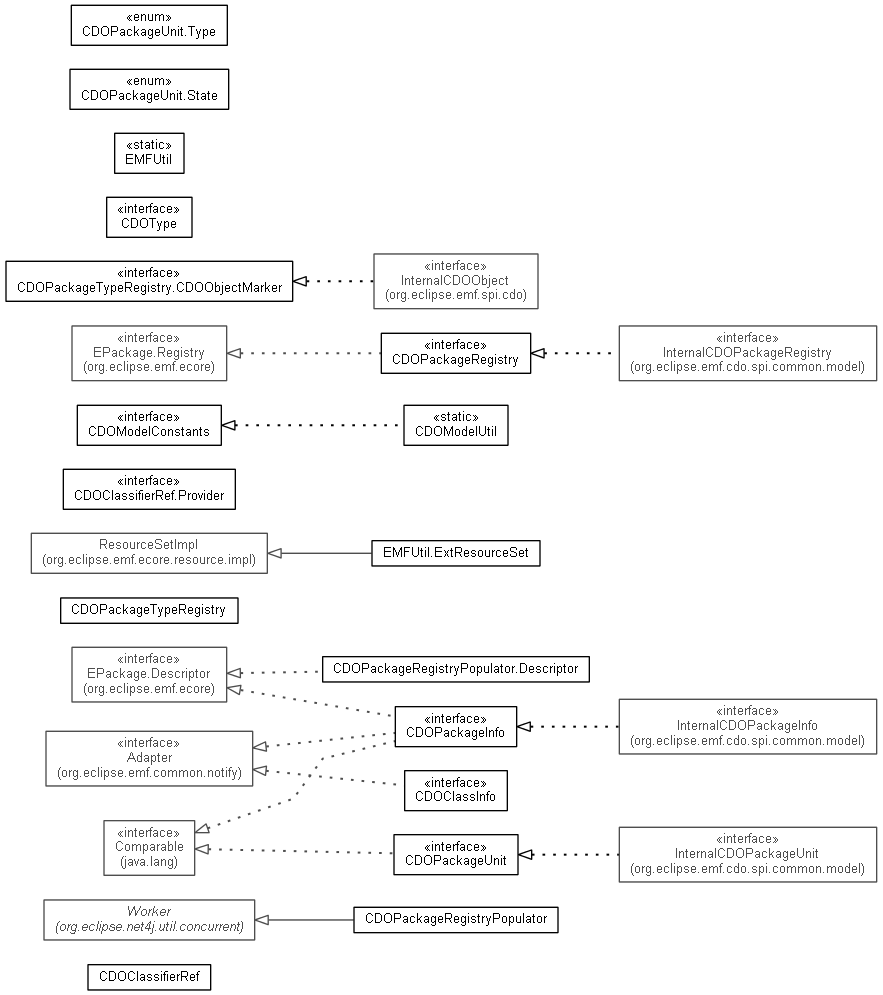 «enum»
CDOPackageUnit.Type
«enum»
CDOPackageUnit.State
«static»
EMFUtil
«interface»
CDOType
«interface»
CDOPackageTypeRegistry.CDOObjectMarker
«interface»
InternalCDOObject
(org.eclipse.emf.spi.cdo)
«interface»
EPackage.Registry
(org.eclipse.emf.ecore)
«interface»
CDOPackageRegistry
«interface»
InternalCDOPackageRegistry
(org.eclipse.emf.cdo.spi.common.model)
«interface»
CDOModelConstants
«static»
CDOModelUtil
«interface»
CDOClassifierRef.Provider
ResourceSetImpl
(org.eclipse.emf.ecore.resource.impl)
EMFUtil.ExtResourceSet
CDOPackageTypeRegistry
«interface»
EPackage.Descriptor
(org.eclipse.emf.ecore)
CDOPackageRegistryPopulator.Descriptor
«interface»
CDOPackageInfo
«interface»
InternalCDOPackageInfo
(org.eclipse.emf.cdo.spi.common.model)
«interface»
Adapter
(org.eclipse.emf.common.notify)
«interface»
CDOClassInfo
«interface»
Comparable
(java.lang)
«interface»
CDOPackageUnit
«interface»
InternalCDOPackageUnit
(org.eclipse.emf.cdo.spi.common.model)
Worker
(org.eclipse.net4j.util.concurrent)
CDOPackageRegistryPopulator
CDOClassifierRef